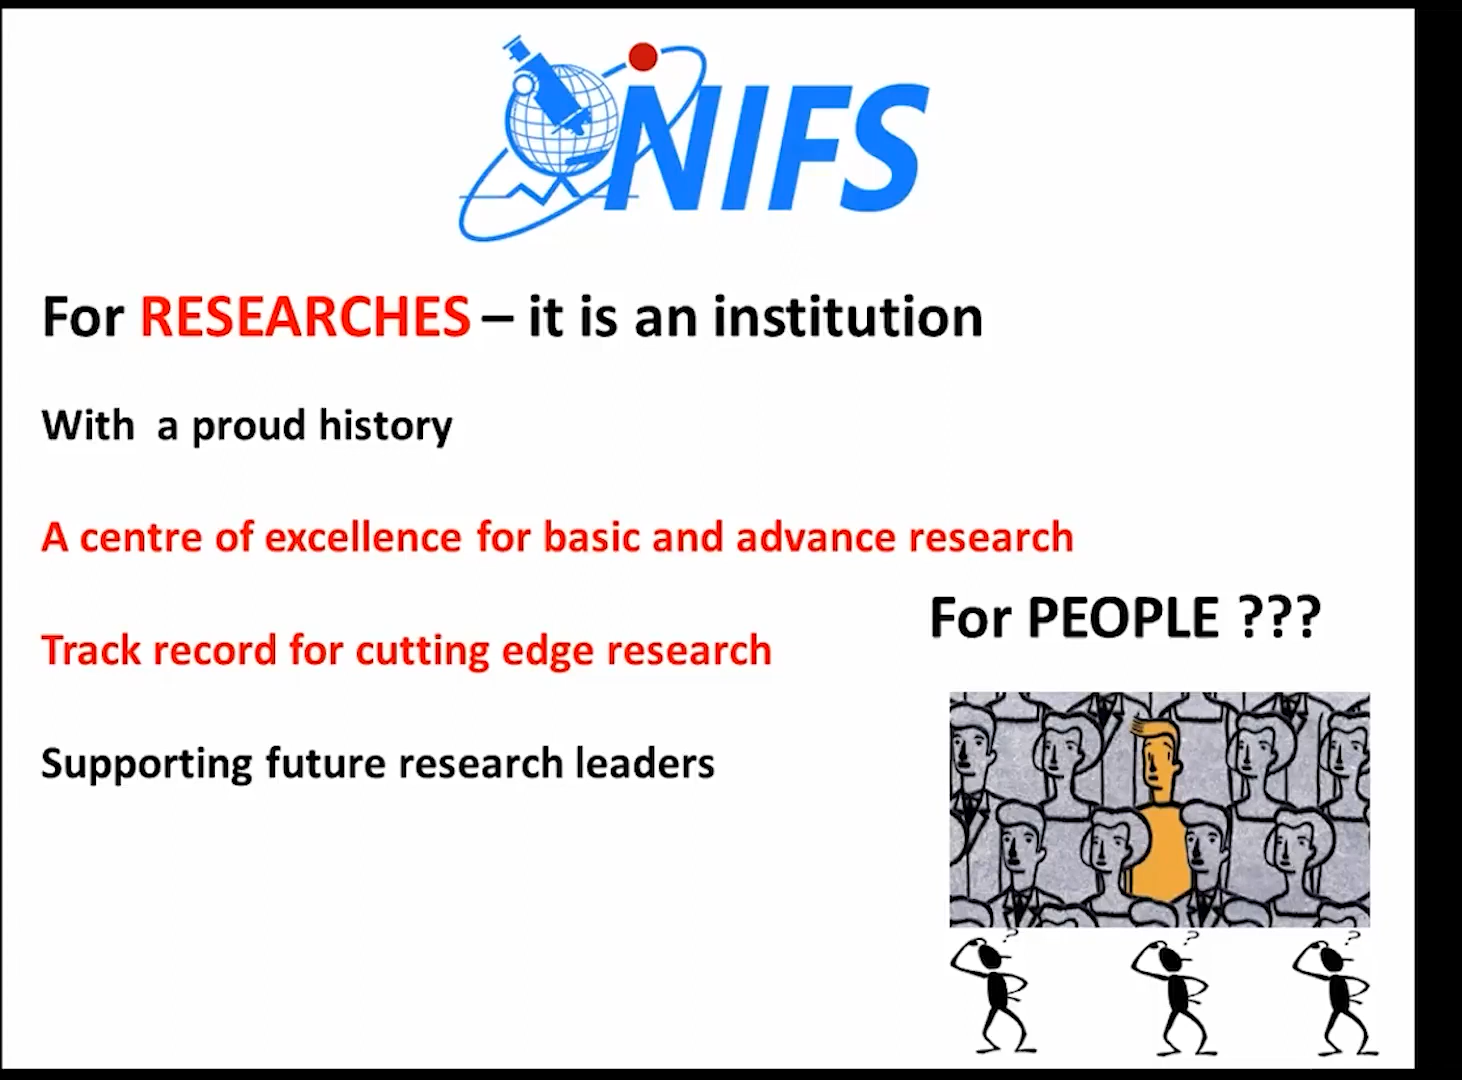 NIFS
For RESEARCHES – it is an institution
With a proud history
A centre of excellence for basic and advance research
Track record for cutting edge research
Supporting future research leaders
For PEOPLE ???
? ? ?